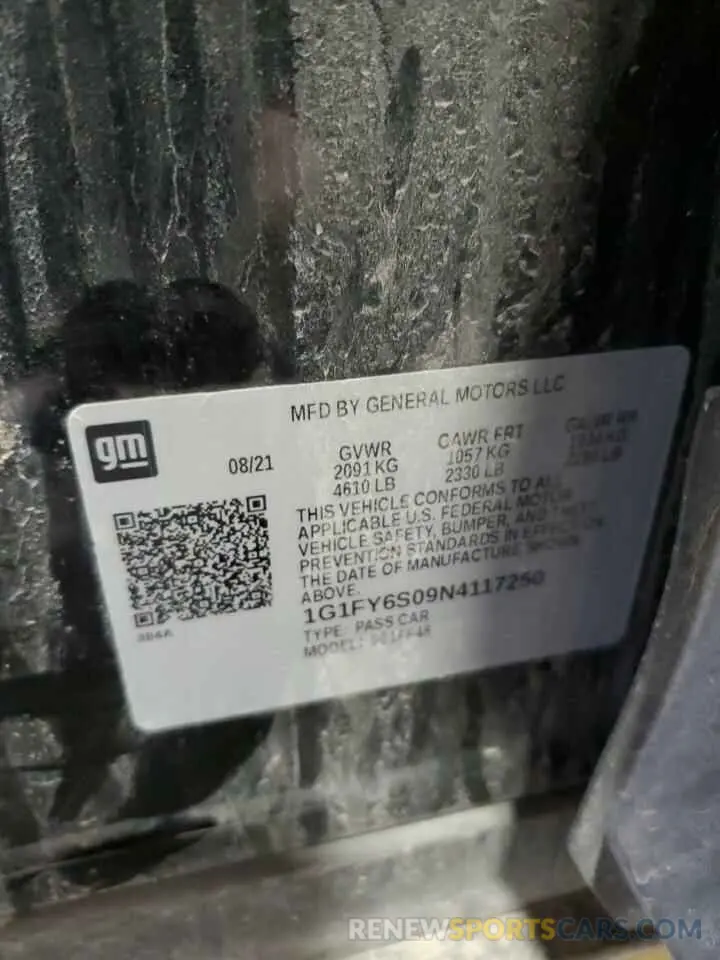 MFD BY GENERAL MOTORS LLC
gm
08/21
GVWR
2091 KG
4610 LB
GAWR FRT
1057 KG
2330 LB
THIS VEHICLE CONFORMS TO ALL
APPLICABLE U.S. FEDERAL MOTOR
VEHICLE SAFETY, BUMPER, AND THEFT
PREVENTION STANDARDS IN EFFECT ON
THE DATE OF MANUFACTURE SHOWN
ABOVE.
1G1FY6S09N4117250
TYPE: PASS CAR
MODEL:
RENEWSPORTSCARS.COM